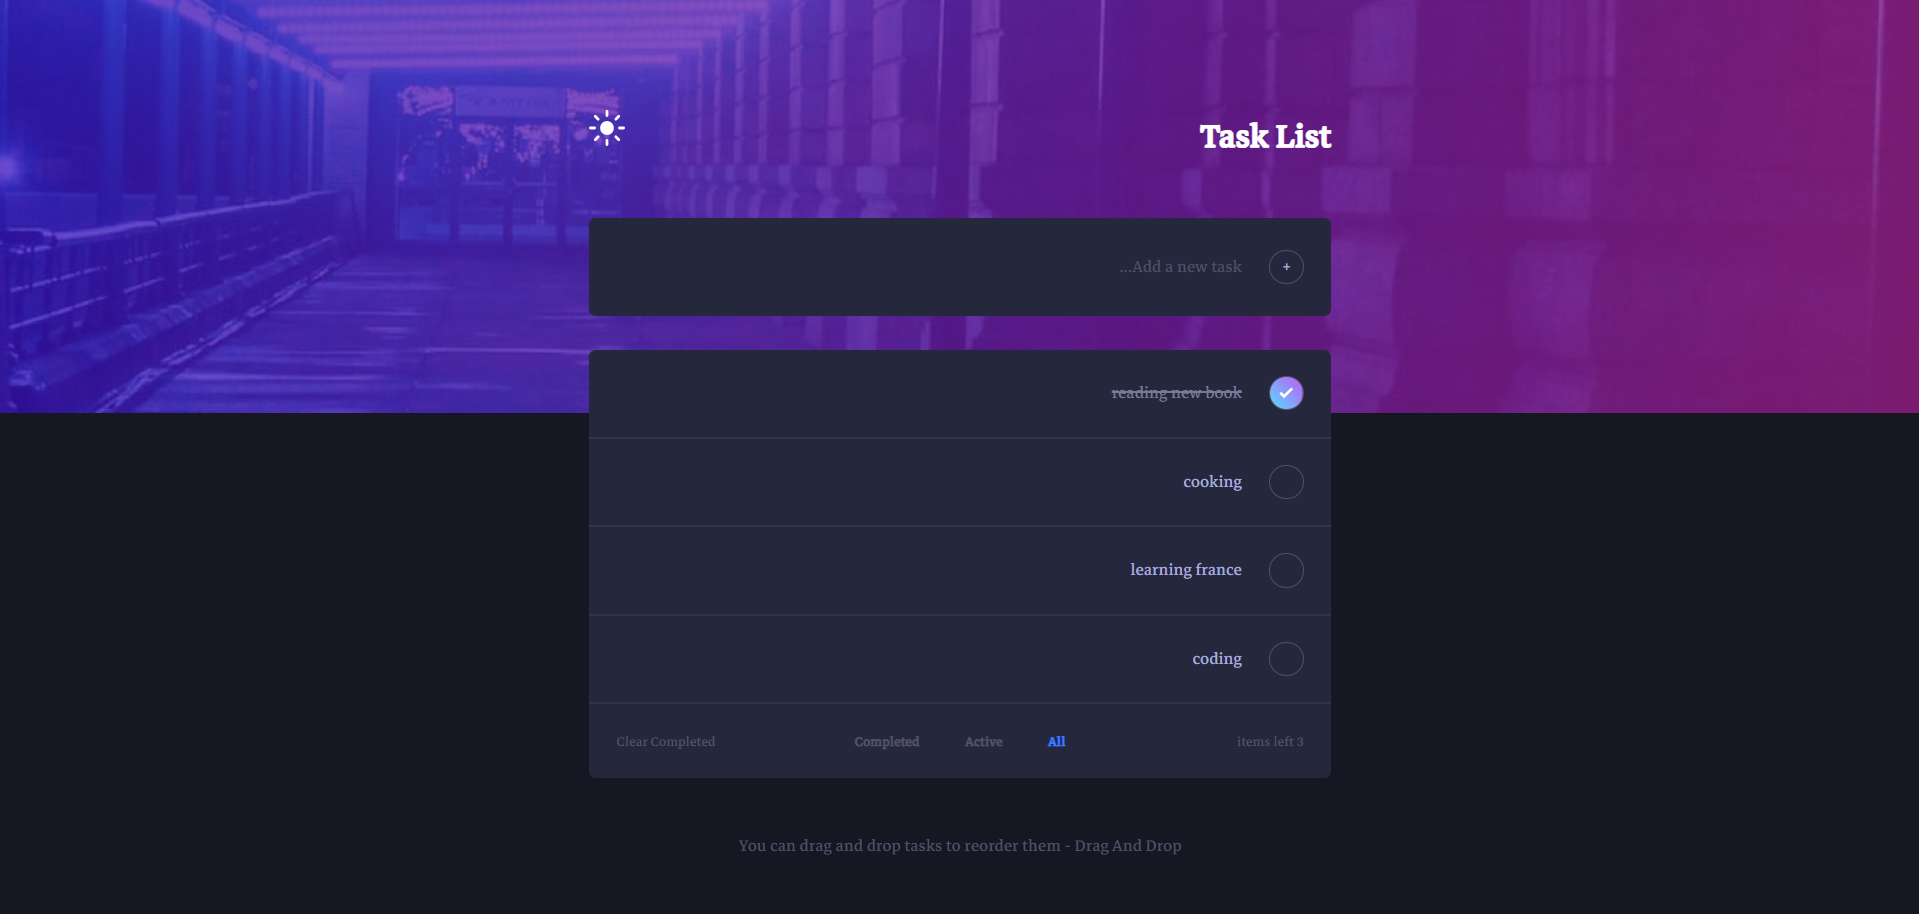 Task List
...Add a new task
+
reading new book
cooking
learning france
coding
Clear Completed Completed Active All items left 3
You can drag and drop tasks to reorder them - Drag And Drop